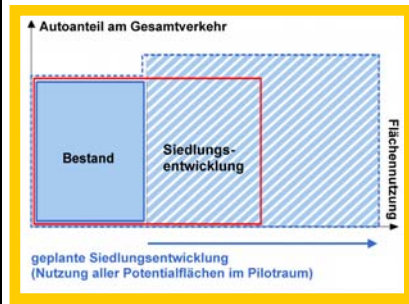 Autoanteil am Gesamtverkehr
Bestand
Siedlungs-
entwicklung
Flächennutzung
geplante Siedlungsentwicklung
(Nutzung aller Potentialflächen im Pilotraum)